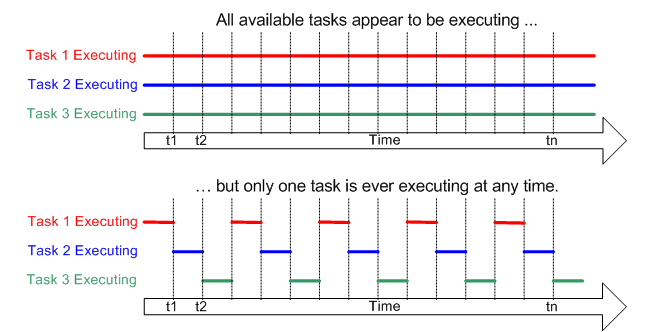 All available tasks appear to be executing ...
Task 1 Executing
Task 2 Executing
Task 3 Executing
t1 t2 Time tn
... but only one task is ever executing at any time.
Task 1 Executing
Task 2 Executing
Task 3 Executing
t1 t2 Time tn